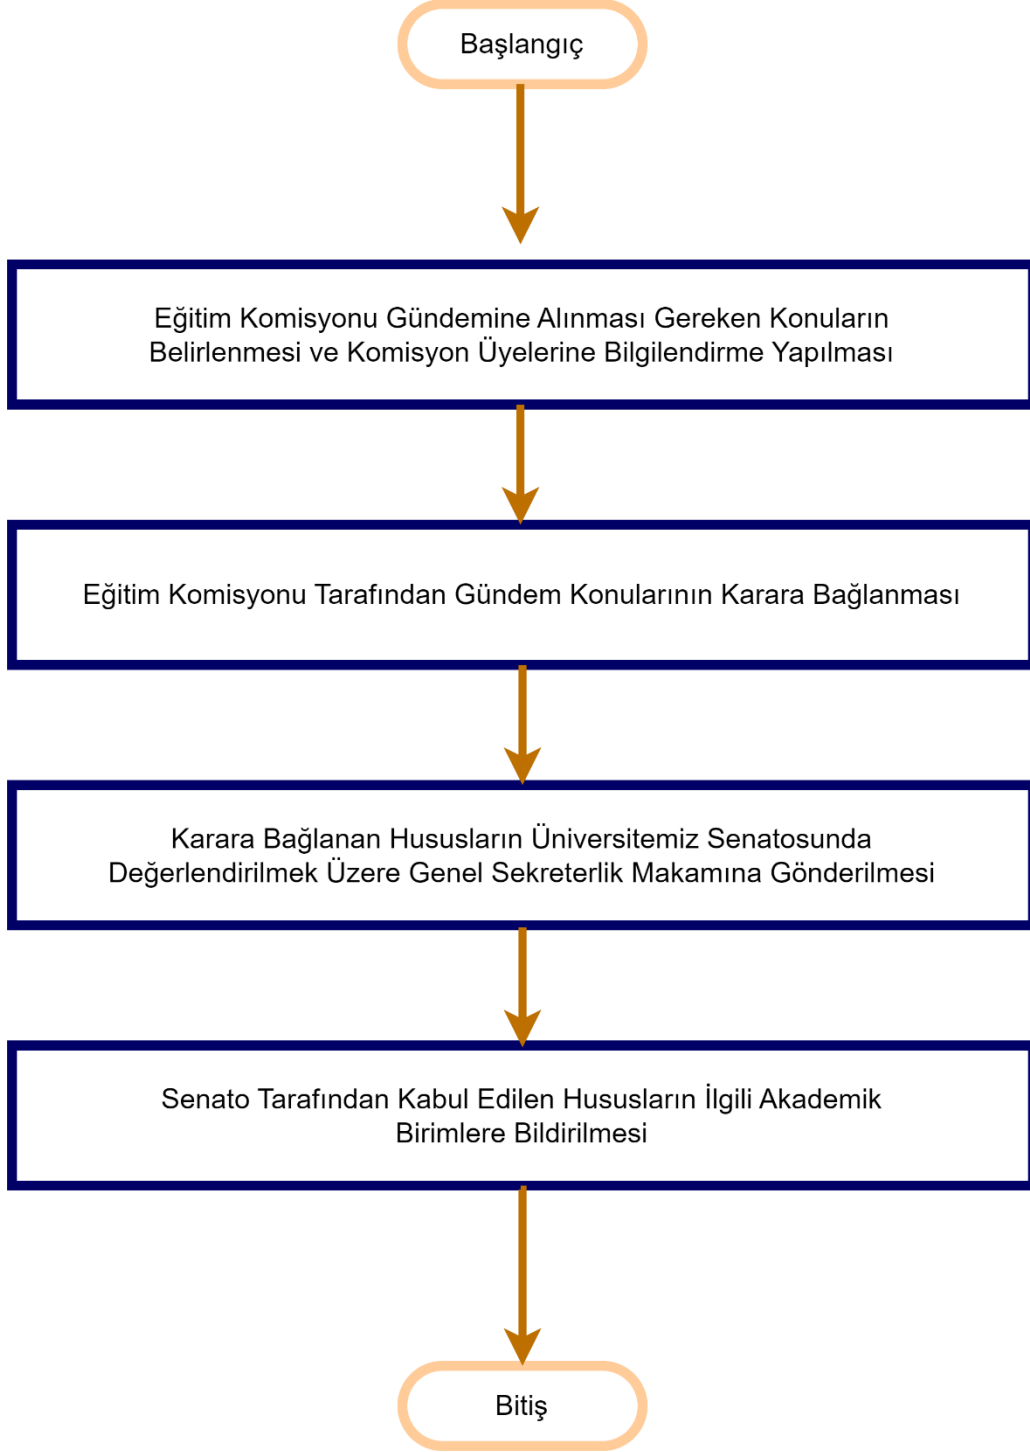 Başlangıç
Eğitim Komisyonu Gündemine Alınması Gereken Konuların
Belirlenmesi ve Komisyon Üyelerine Bilgilendirme Yapılması
Eğitim Komisyonu Tarafından Gündem Konularının Karara Bağlanması
Karara Bağlanan Hususların Üniversitemiz Senatosunda
Değerlendirilmek Üzere Genel Sekreterlik Makamına Gönderilmesi
Senato Tarafından Kabul Edilen Hususların İlgili Akademik
Birimlere Bildirilmesi
Bitiş